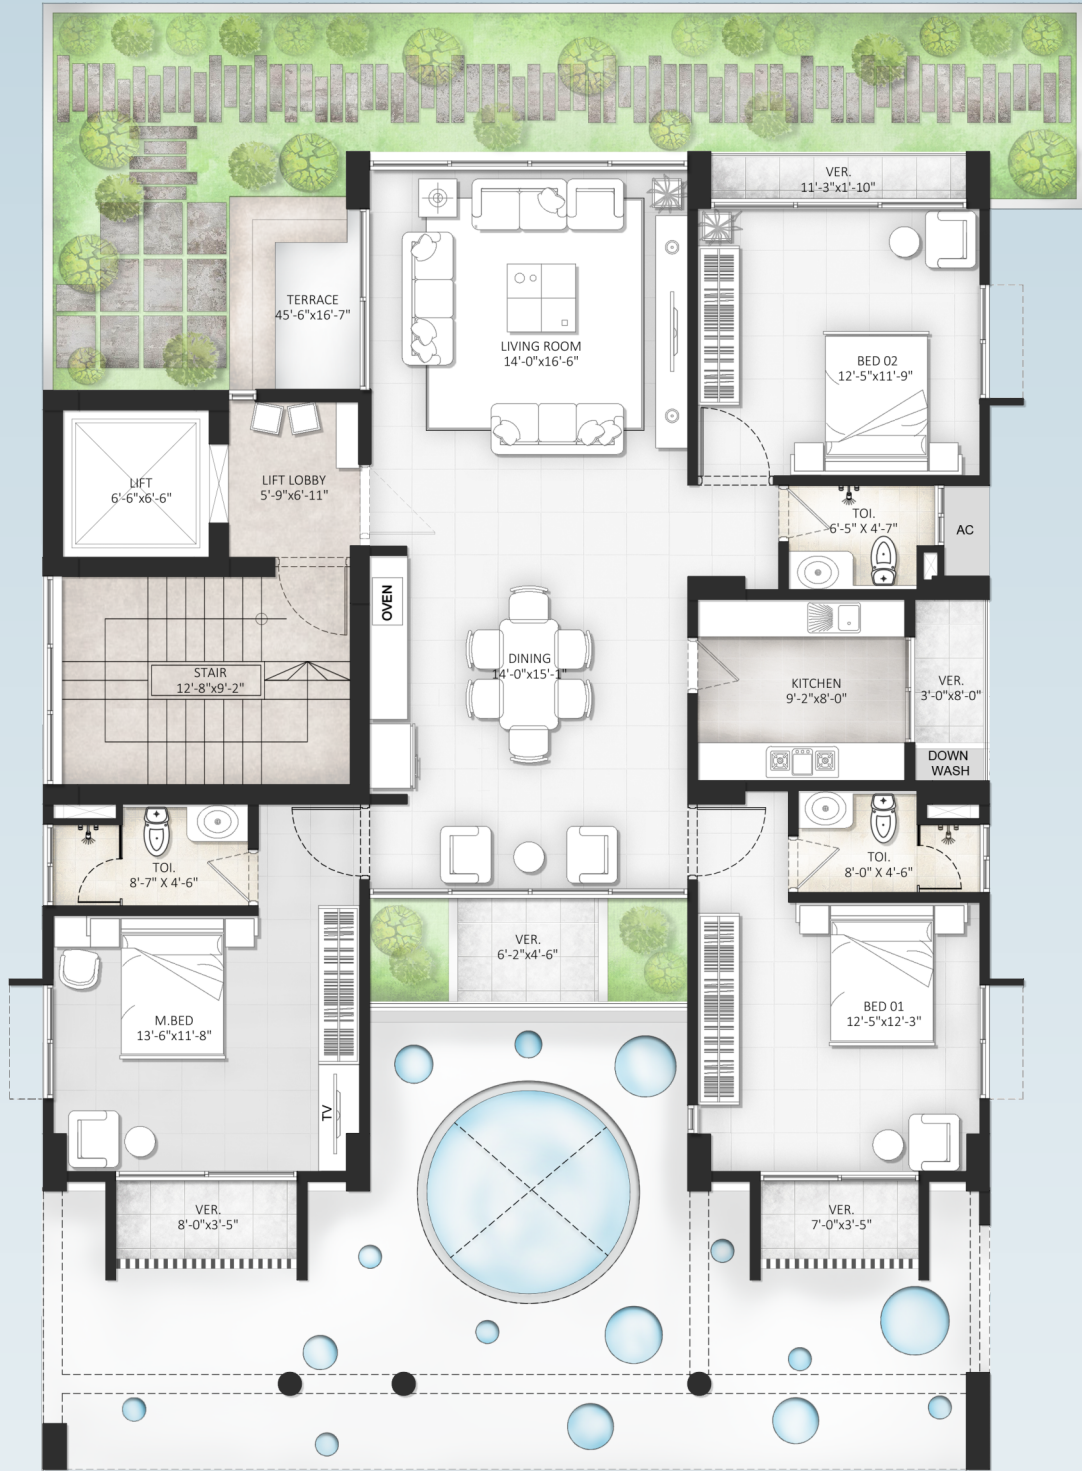 VER.
11'-3"x1'-10"
TERRACE
45'-6"x16'-7"
LIVING ROOM
14'-0"x16'-6"
BED 02
12'-5"x11'-9"
LIFT
6'-6"x6'-6"
LIFT LOBBY
5'-9"x6'-11"
TOI.
6'-5" X 4'-7"
AC
OVEN
STAIR
12'-8"x9'-2"
DINING
14'-0"x15'-1"
KITCHEN
9'-2"x8'-0"
VER.
3'-0"x8'-0"
DOWN
WASH
TOI.
8'-7" X 4'-6"
TOI.
8'-0" X 4'-6"
VER.
6'-2"x4'-6"
M.BED
13'-6"x11'-8"
BED 01
12'-5"x12'-3"
TV
VER.
8'-0"x3'-5"
VER.
7'-0"x3'-5"